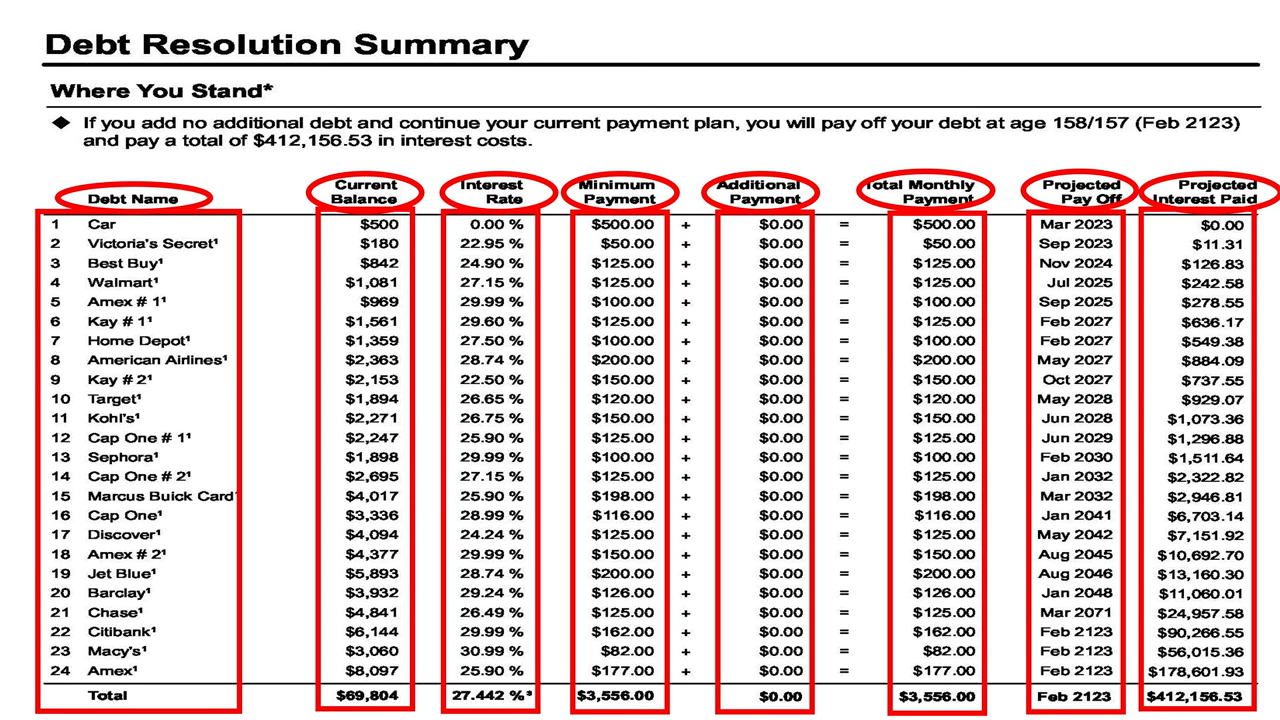 Debt Resolution Summary
Where You Stand*
◆ If you add no additional debt and continue your current payment plan, you will pay off your debt at age 158/157 (Feb 2123)
and pay a total of $412,156.53 in interest costs.
Debt Name Current Balance Interest Rate Minimum Payment Additional Payment Total Monthly Payment Projected Pay Off Projected Interest Paid
1 Car $500 0.00 % $500.00 + $0.00 = $500.00 Mar 2023 $0.00
2 Victoria's Secret¹ $180 22.95 % $50.00 + $0.00 = $50.00 Sep 2023 $11.31
3 Best Buy¹ $842 24.90 % $125.00 + $0.00 = $125.00 Nov 2024 $126.83
4 Walmart¹ $1,081 27.15 % $125.00 + $0.00 = $125.00 Jul 2025 $242.58
5 Amex # 1¹ $969 29.99 % $100.00 + $0.00 = $100.00 Sep 2025 $278.55
6 Kay # 1¹ $1,561 29.60 % $125.00 + $0.00 = $125.00 Feb 2027 $636.17
7 Home Depot¹ $1,359 27.50 % $100.00 + $0.00 = $100.00 Feb 2027 $549.38
8 American Airlines¹ $2,363 28.74 % $200.00 + $0.00 = $200.00 May 2027 $884.09
9 Kay # 2¹ $2,153 22.50 % $150.00 + $0.00 = $150.00 Oct 2027 $737.55
10 Target¹ $1,894 26.65 % $120.00 + $0.00 = $120.00 May 2028 $929.07
11 Kohl's¹ $2,271 26.75 % $150.00 + $0.00 = $150.00 Jun 2028 $1,073.36
12 Cap One # 1¹ $2,247 25.90 % $125.00 + $0.00 = $125.00 Jun 2029 $1,296.88
13 Sephora¹ $1,898 29.99 % $100.00 + $0.00 = $100.00 Feb 2030 $1,511.64
14 Cap One # 2¹ $2,695 27.15 % $125.00 + $0.00 = $125.00 Jan 2032 $2,322.82
15 Marcus Buick Card¹ $4,017 25.90 % $198.00 + $0.00 = $198.00 Mar 2032 $2,946.81
16 Cap One¹ $3,336 28.99 % $116.00 + $0.00 = $116.00 Jan 2041 $6,703.14
17 Discover¹ $4,094 24.24 % $125.00 + $0.00 = $125.00 May 2042 $7,151.92
18 Amex # 2¹ $4,377 29.99 % $150.00 + $0.00 = $150.00 Aug 2045 $10,692.70
19 Jet Blue¹ $5,893 28.74 % $200.00 + $0.00 = $200.00 Aug 2046 $13,160.30
20 Barclay¹ $3,932 29.24 % $126.00 + $0.00 = $126.00 Jan 2048 $11,060.01
21 Chase¹ $4,841 26.49 % $125.00 + $0.00 = $125.00 Mar 2071 $24,957.58
22 Citibank¹ $6,144 29.99 % $162.00 + $0.00 = $162.00 Feb 2123 $90,266.55
23 Macy's¹ $3,060 30.99 % $82.00 + $0.00 = $82.00 Feb 2123 $56,015.36
24 Amex¹ $8,097 25.90 % $177.00 + $0.00 = $177.00 Feb 2123 $178,601.93
Total $69,804 27.442 %³ $3,556.00 $0.00 $3,556.00 Feb 2123 $412,156.53